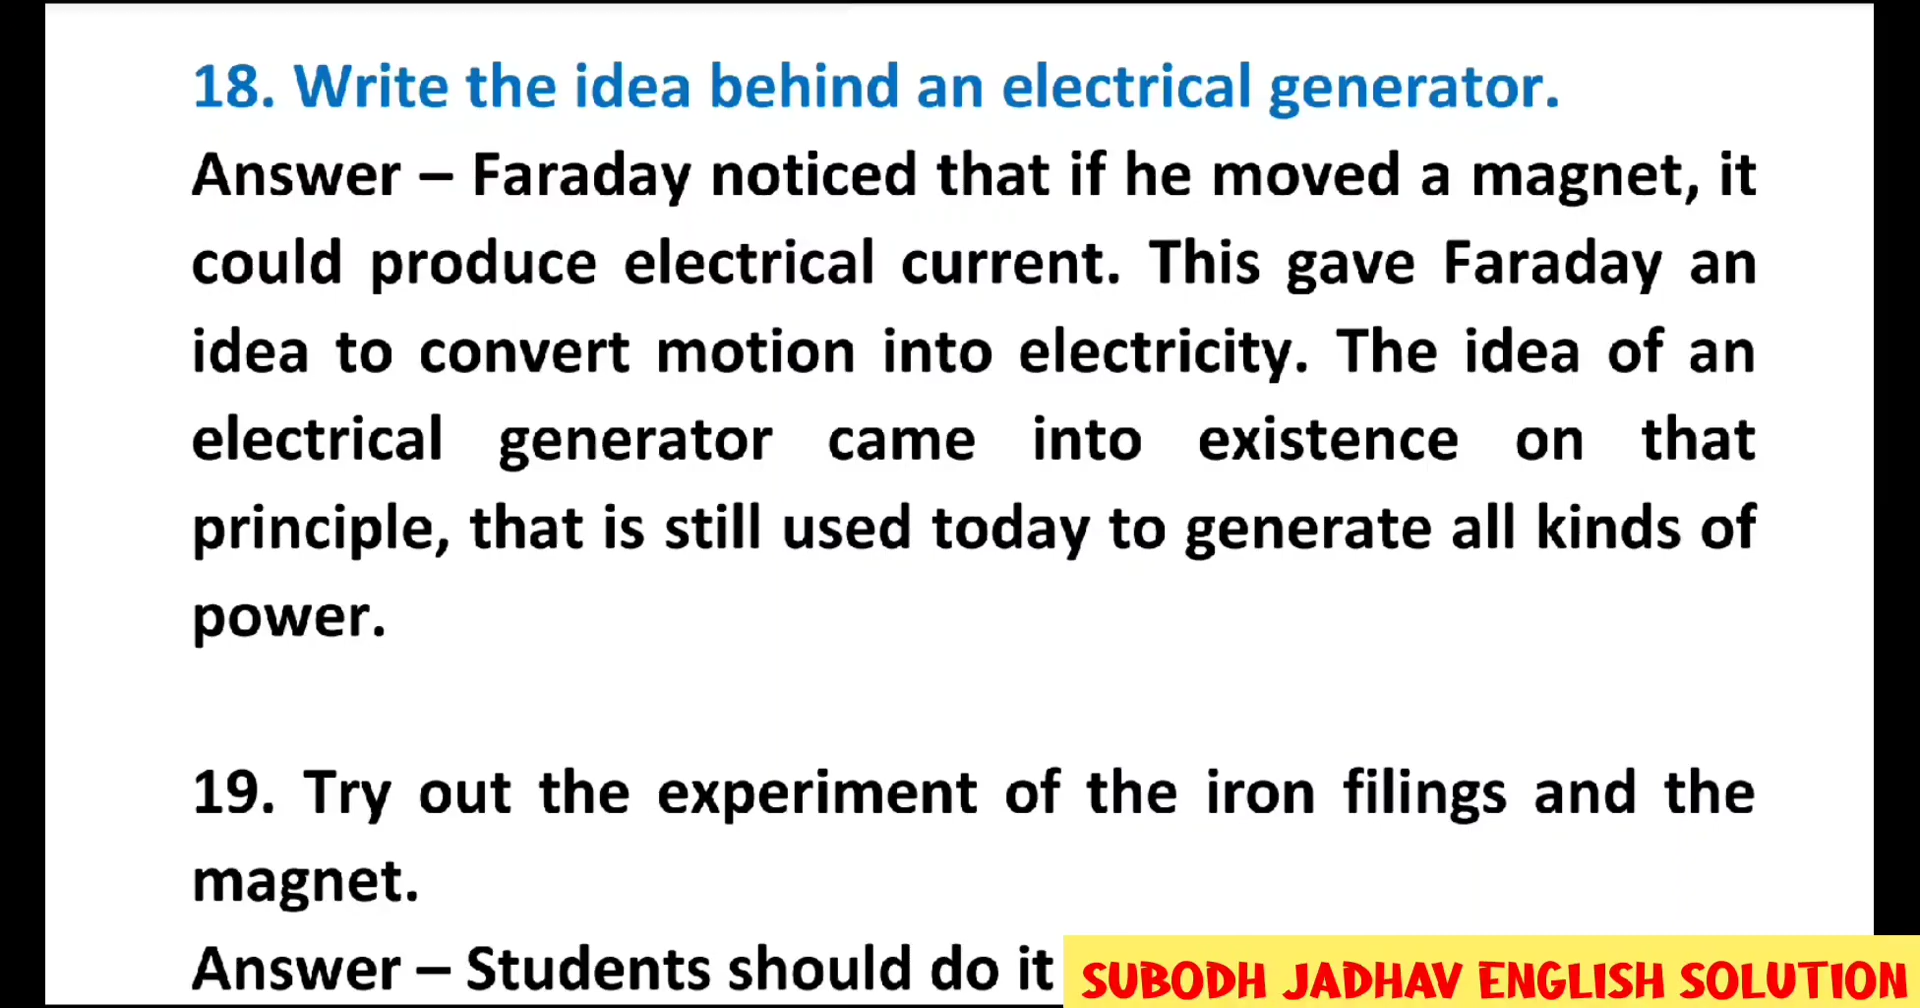 18. Write the idea behind an electrical generator.
Answer – Faraday noticed that if he moved a magnet, it
could produce electrical current. This gave Faraday an
idea to convert motion into electricity. The idea of an
electrical generator came into existence on that
principle, that is still used today to generate all kinds of
power.
19. Try out the experiment of the iron filings and the
magnet.
Answer – Students should do it
SUBODH JADHAV ENGLISH SOLUTION